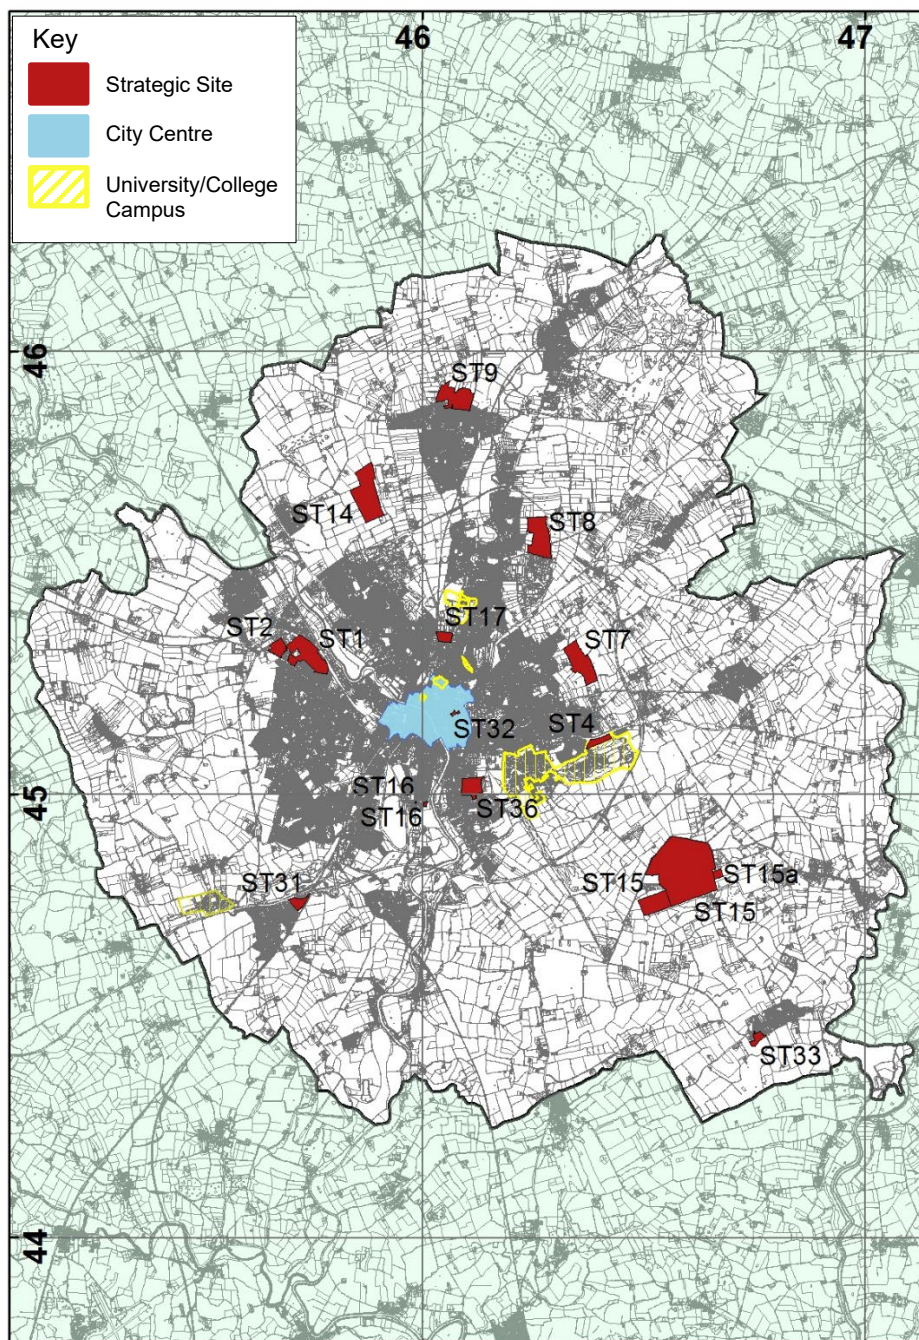 Key
Strategic Site
City Centre
University/College
Campus
46
47
46
ST9
ST14
ST8
ST17
ST2
ST1
ST7
ST32
ST4
ST16
ST16
ST36
45
ST31
ST15
ST15a
ST15
ST33
44